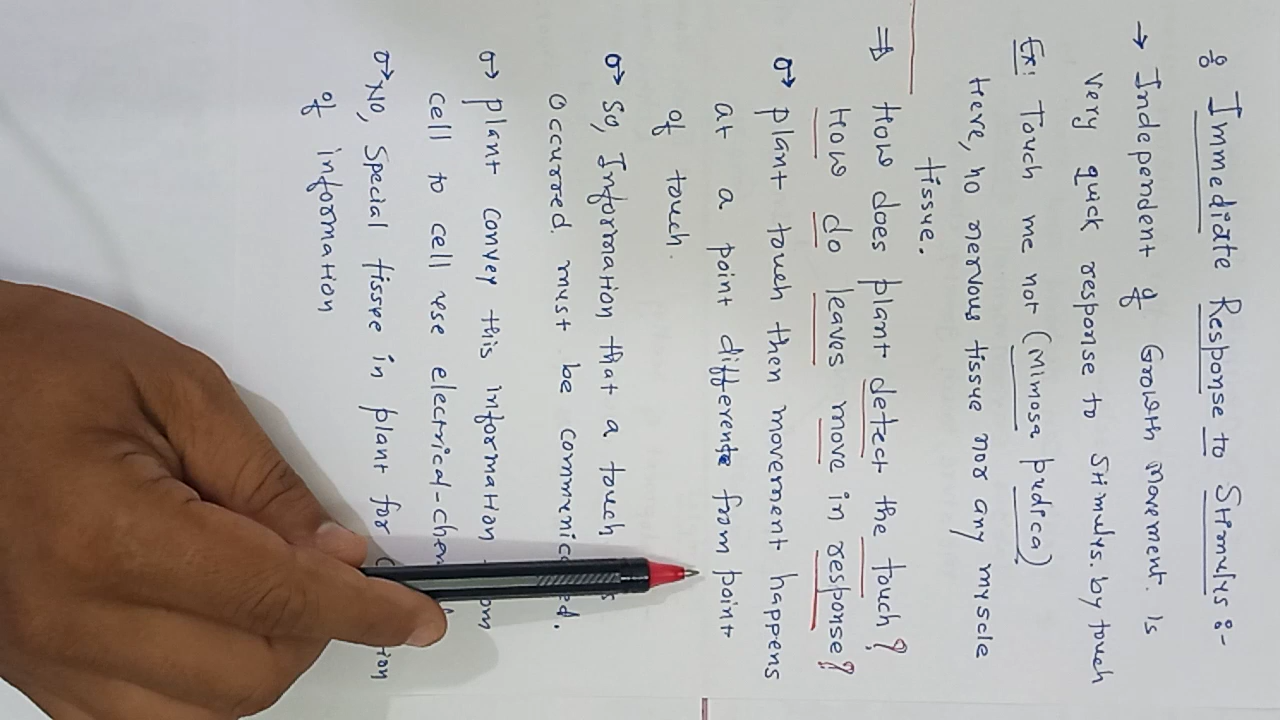 Immediate Response to Stimulus :-
→ Independent of Growth movement. Is
Very quick response to Stimulus. by touch
Ex: Touch me not (Mimosa pudica)
Here, no nervous tissue nor any muscle
tissue.
⇒ How does plant detect the touch?
How do leaves move in response?
→ plant touch then movement happens
at a point different from point
of touch.
→ So, Information that a touch
occurred must be
→ plant convey this information
cell to cell use electrical-
→ No, Special tissue in plant for
of information